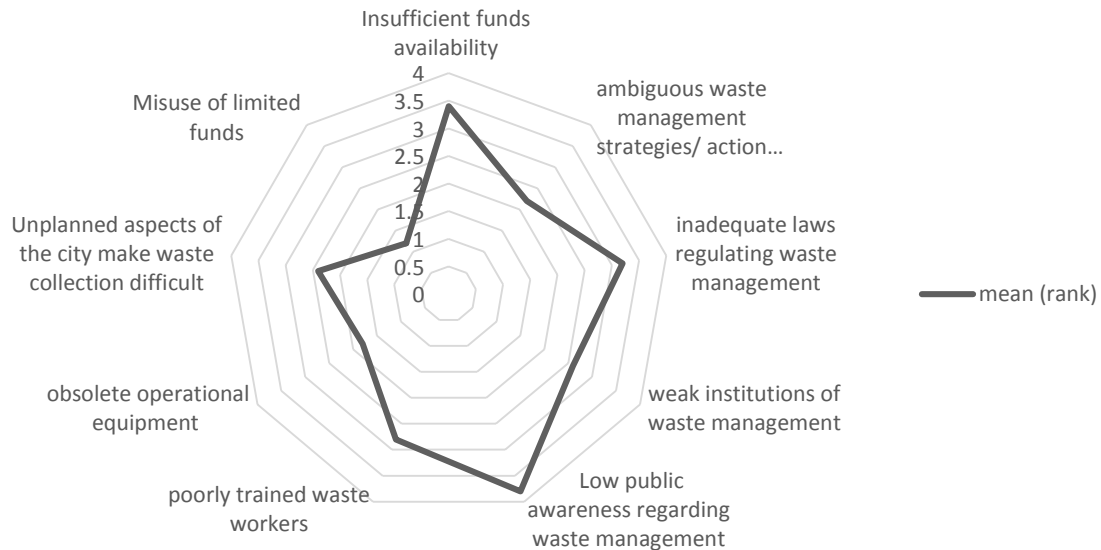 Insufficient funds
availability
ambiguous waste
management
strategies/ action...
inadequate laws
regulating waste
management
weak institutions of
waste management
Low public
awareness regarding
waste management
poorly trained waste
workers
obsolete operational
equipment
Unplanned aspects of
the city make waste
collection difficult
Misuse of limited
funds
4
3.5
3
2.5
2
1.5
1
0.5
0
mean (rank)